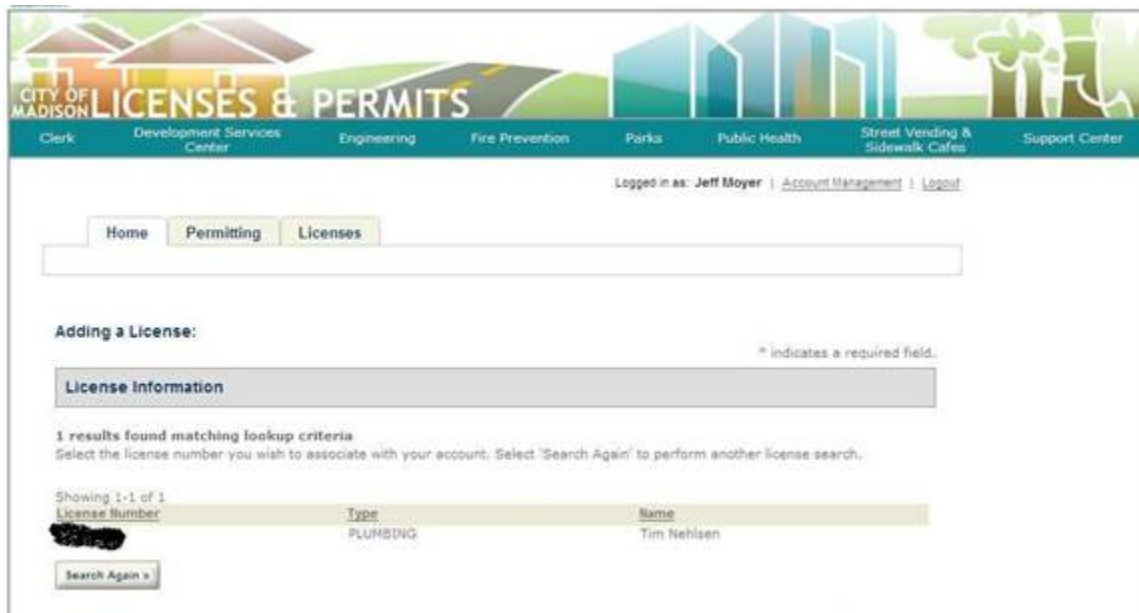 CITY OF
MADISON LICENSES & PERMITS
Clerk Development Services Center Engineering Fire Prevention Parks Public Health Street Vending & Sidewalk Cafes Support Center
Logged in as: Jeff Moyer | Account Management | Logout
Home Permitting Licenses
Adding a License:
* indicates a required field.
License Information
1 results found matching lookup criteria
Select the license number you wish to associate with your account. Select 'Search Again' to perform another license search.
Showing 1-1 of 1
License Number Type Name
PLUMBING Tim Nehlsen
Search Again »